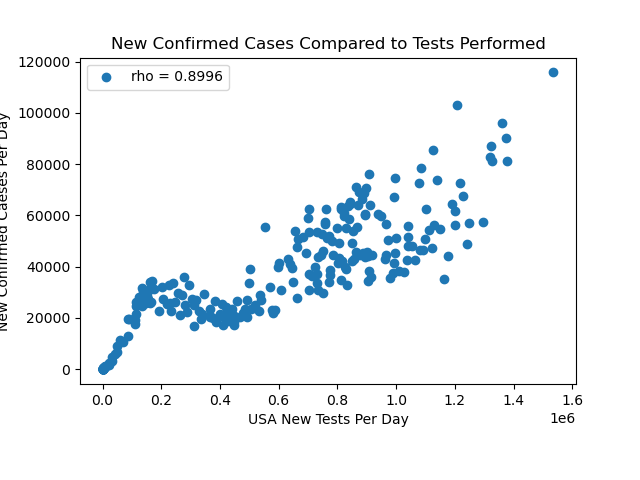 New Confirmed Cases Compared to Tests Performed
rho = 0.8996
120000
100000
80000
60000
40000
20000
0
New Confirmed Caeses Per Day
0.0 0.2 0.4 0.6 0.8 1.0 1.2 1.4 1.6
1e6
USA New Tests Per Day